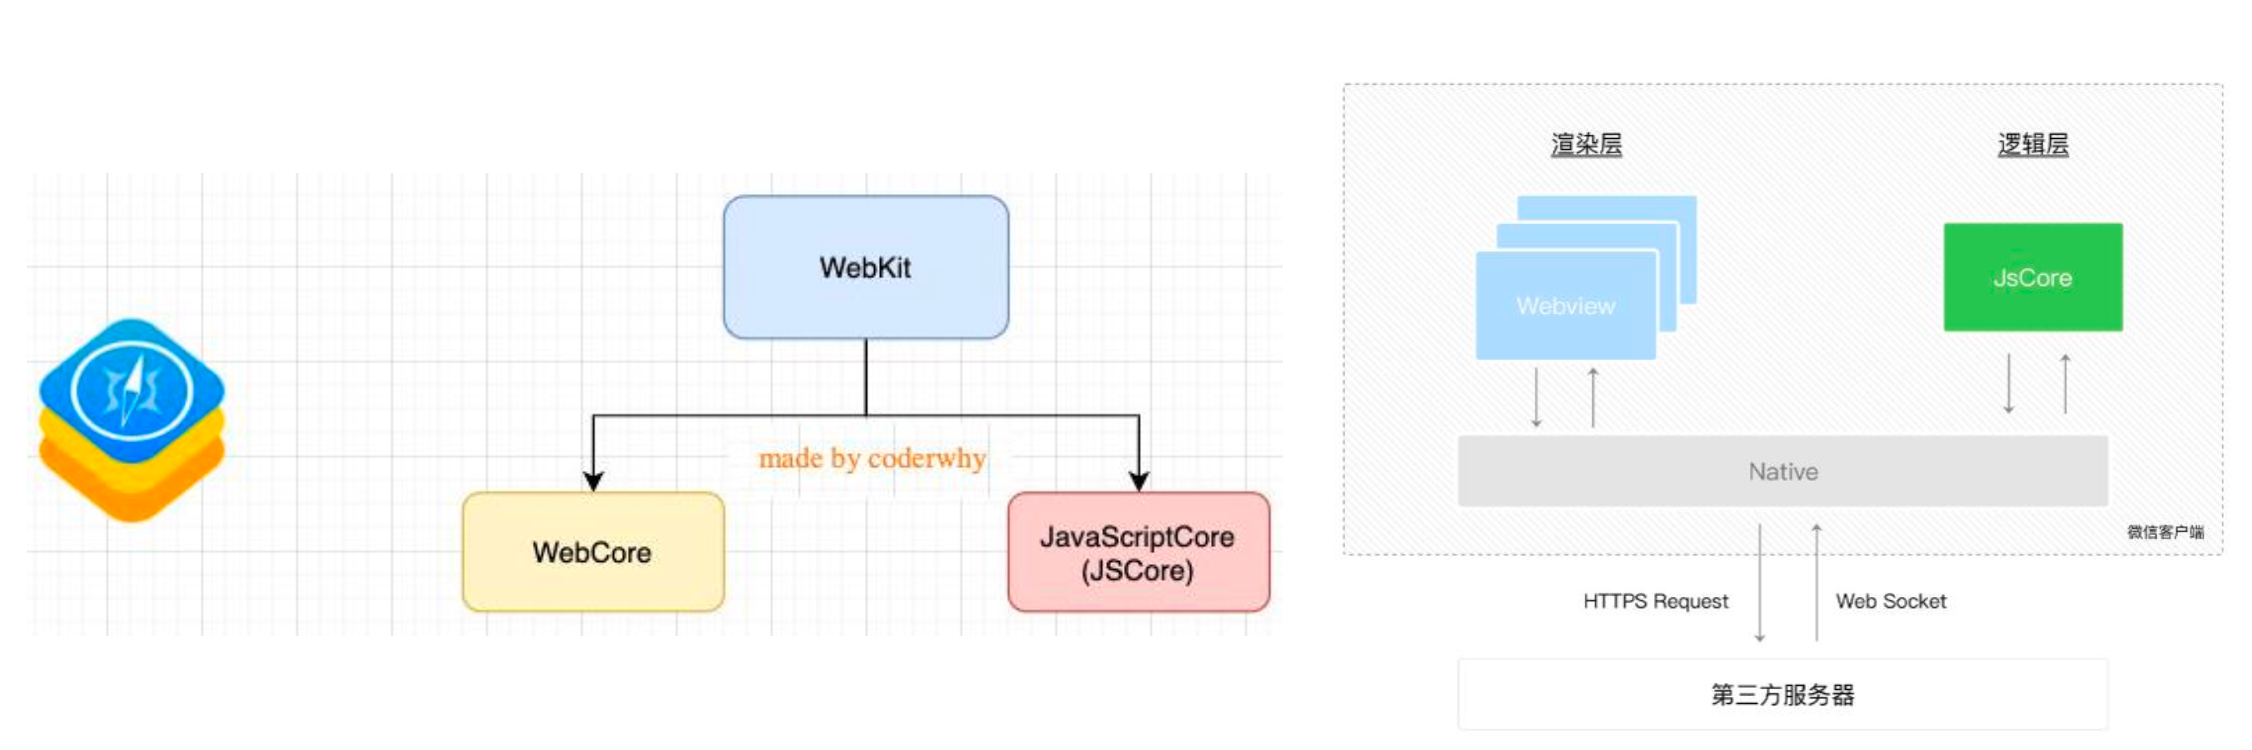 WebKit
made by coderwhy
WebCore
JavaScriptCore
(JSCore)
渲染层
逻辑层
Webview
JsCore
Native
微信客户端
HTTPS Request
Web Socket
第三方服务器